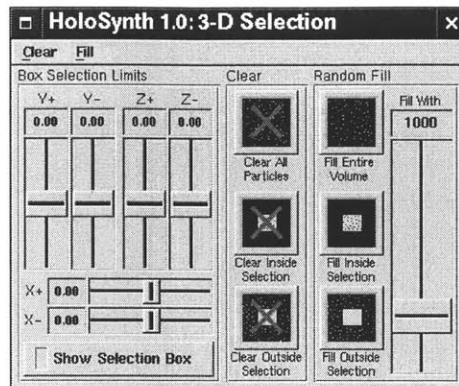 HoloSynth 1.0: 3-D Selection
Clear Fill
Box Selection Limits
Y+ Y- Z+ Z-
0.00 0.00 0.00 0.00
X+ 0.00
X- 0.00
Show Selection Box
Clear
Clear All
Particles
Clear Inside
Selection
Clear Outside
Selection
Random Fill
Fill Entire
Volume
Fill Inside
Selection
Fill Outside
Selection
Fill With
1000